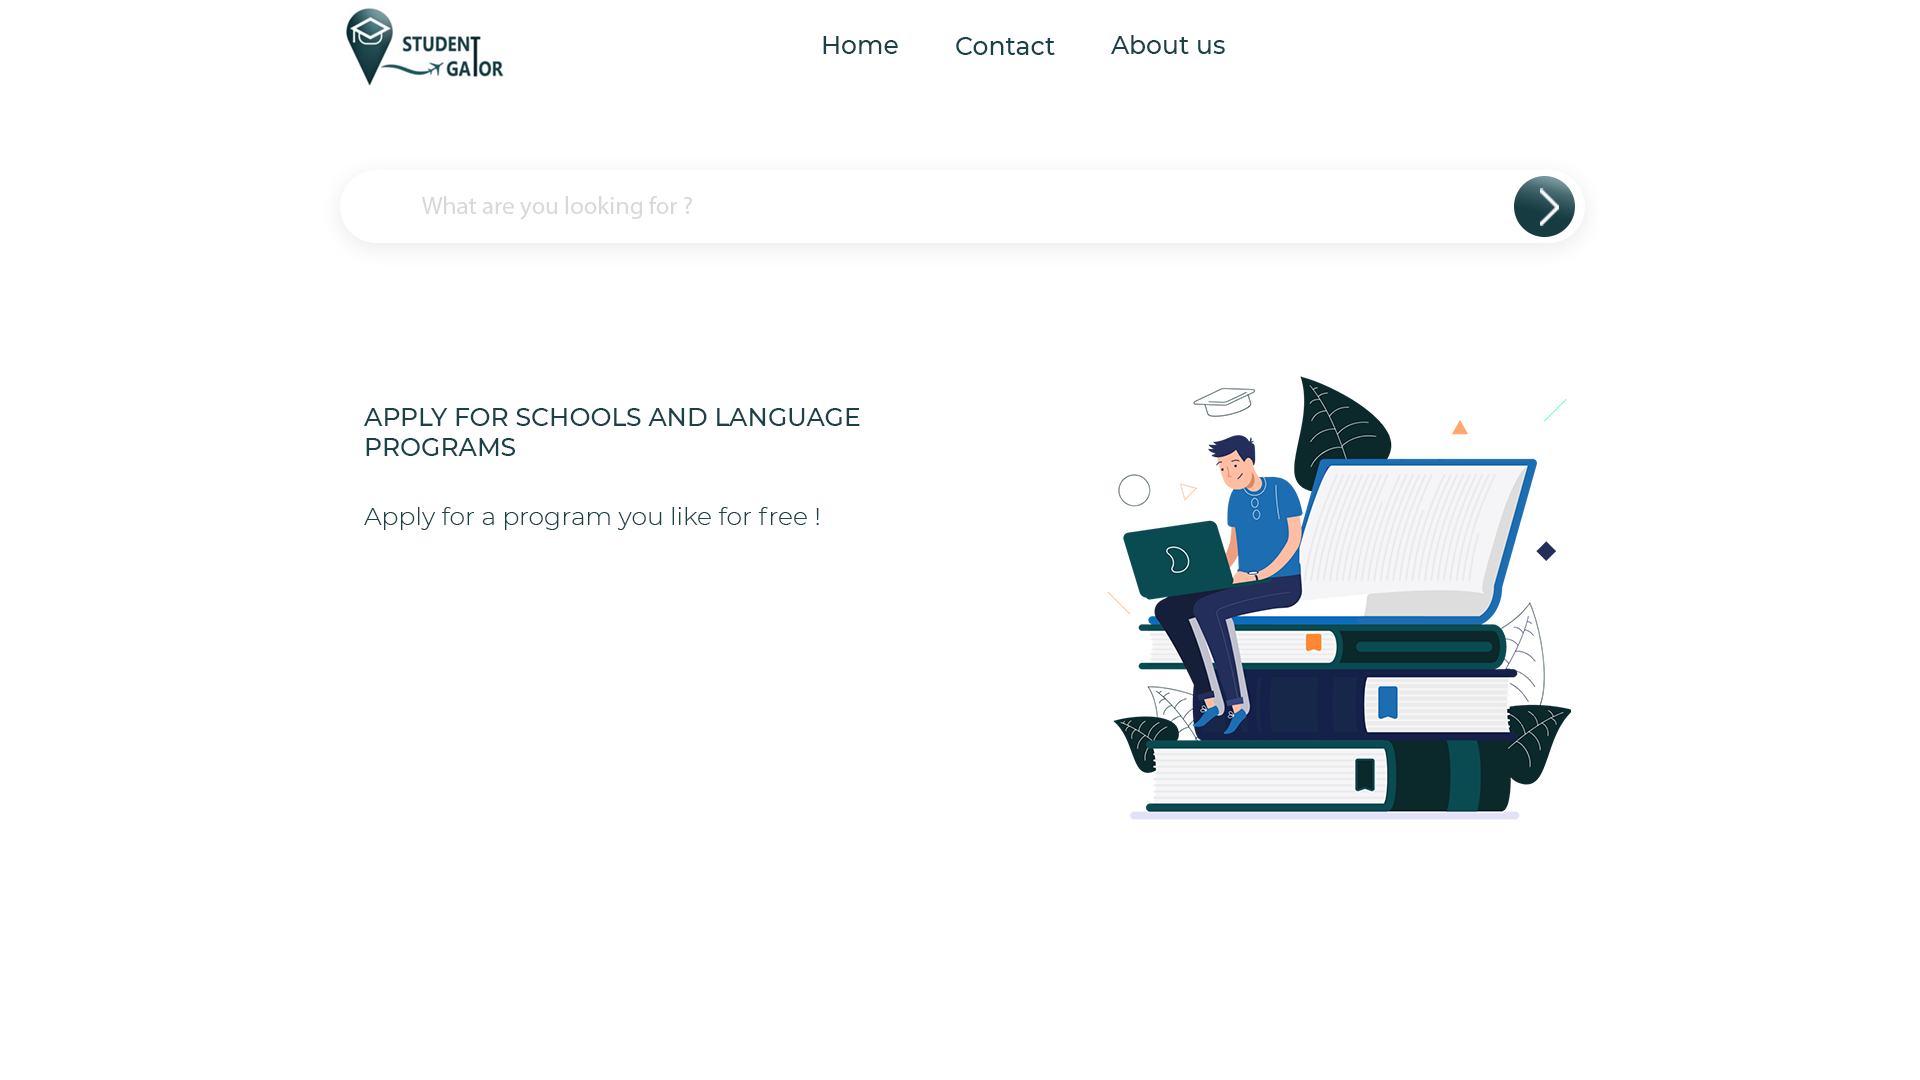 STUDENT
GATOR
Home
Contact
About us
What are you looking for ?
APPLY FOR SCHOOLS AND LANGUAGE
PROGRAMS
Apply for a program you like for free !